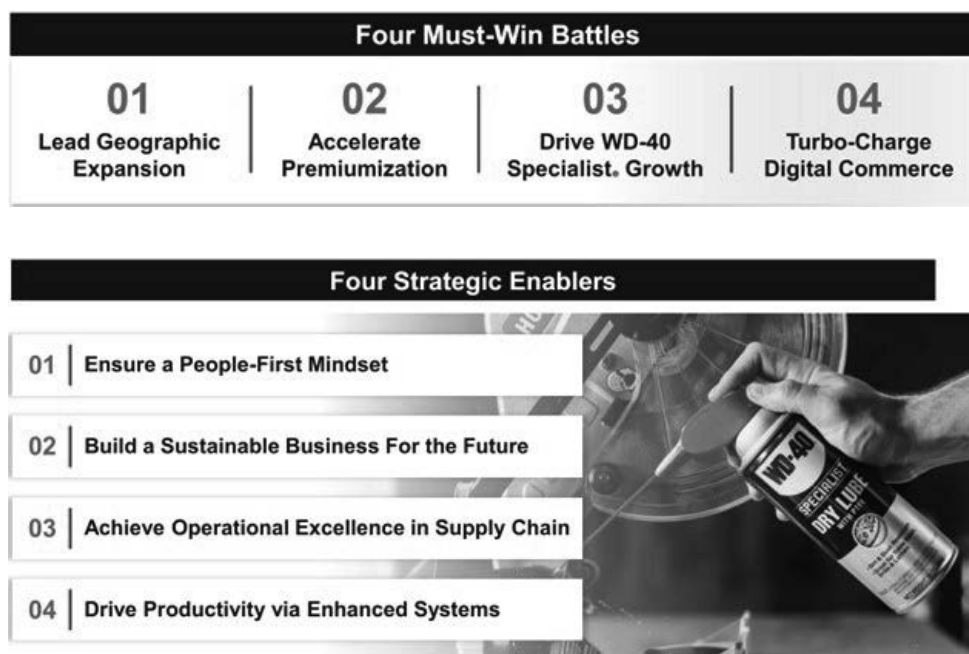 Four Must-Win Battles
01
Lead Geographic
Expansion
02
Accelerate
Premiumization
03
Drive WD-40
Specialist® Growth
04
Turbo-Charge
Digital Commerce
Four Strategic Enablers
01 Ensure a People-First Mindset
02 Build a Sustainable Business For the Future
03 Achieve Operational Excellence in Supply Chain
04 Drive Productivity via Enhanced Systems
WD-40
SPECIALIST
DRY LUBE
WITH PTFE